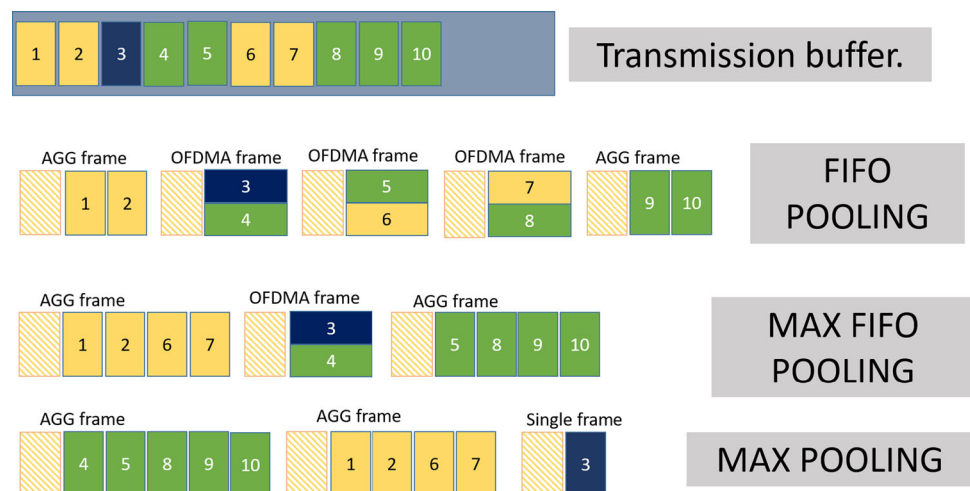 1 2 3 4 5 6 7 8 9 10
Transmission buffer.
AGG frame OFDMA frame OFDMA frame OFDMA frame AGG frame
1 2 3 4 5 6 7 8 9 10
FIFO
POOLING
AGG frame OFDMA frame AGG frame
1 2 6 7 3 4 5 8 9 10
MAX FIFO
POOLING
AGG frame AGG frame Single frame
4 5 8 9 10 1 2 6 7 3
MAX POOLING